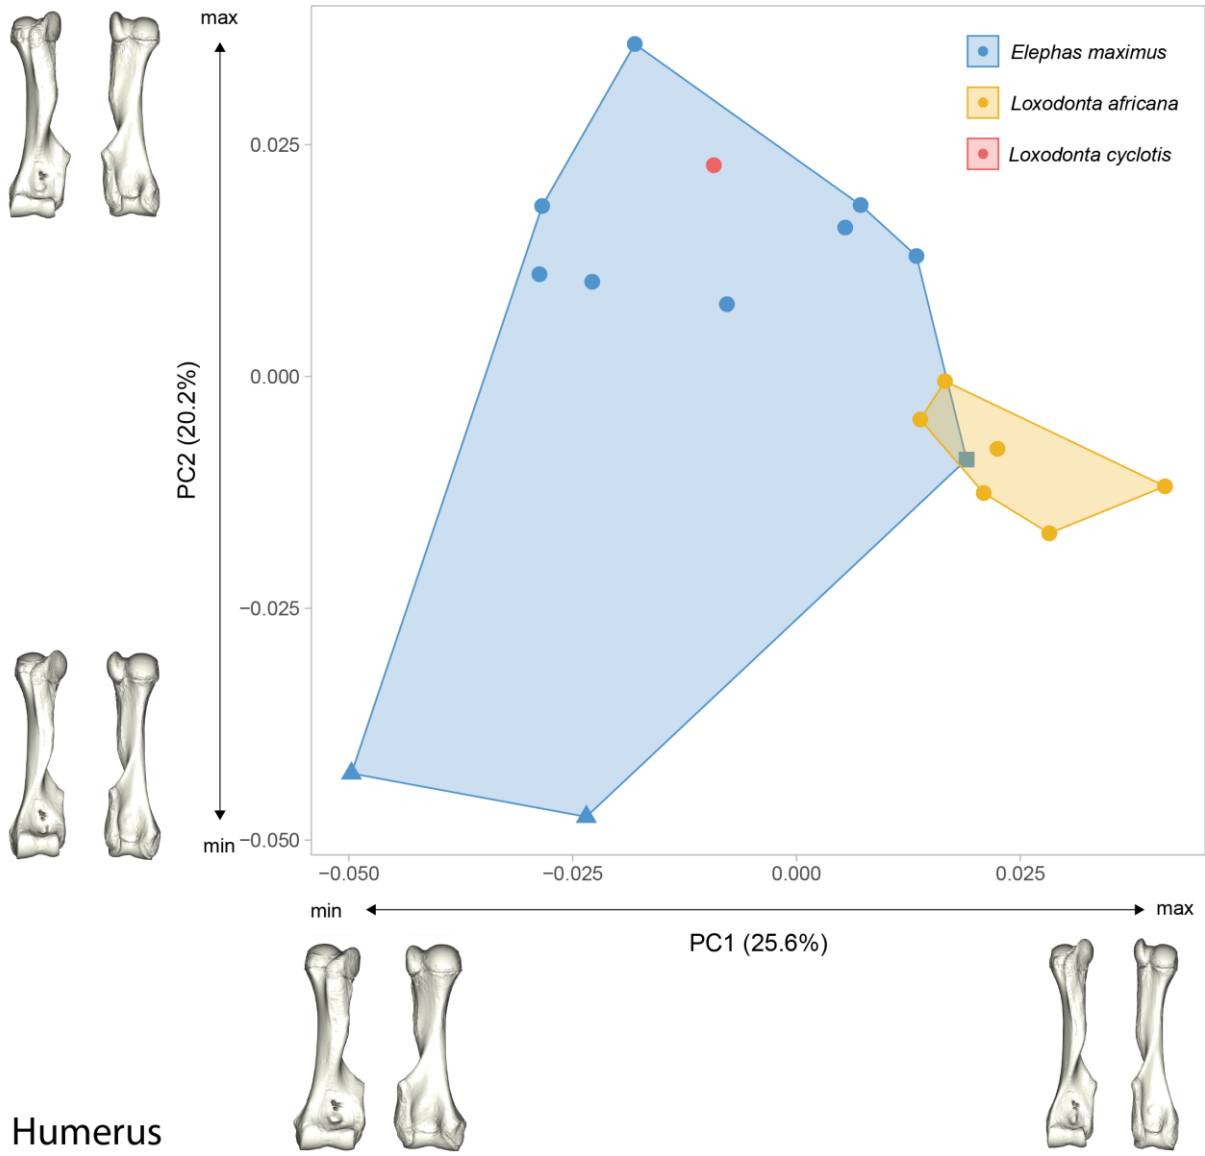 max
Elephas maximus
Loxodonta africana
Loxodonta cyclotis
0.025
0.000
−0.025
−0.050
PC2 (20.2%)
min
−0.050
−0.025
0.000
0.025
min
max
PC1 (25.6%)
Humerus